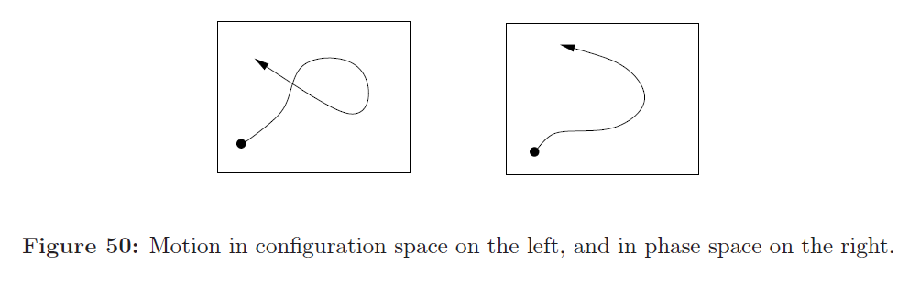 Figure 50: Motion in configuration space on the left, and in phase space on the right.